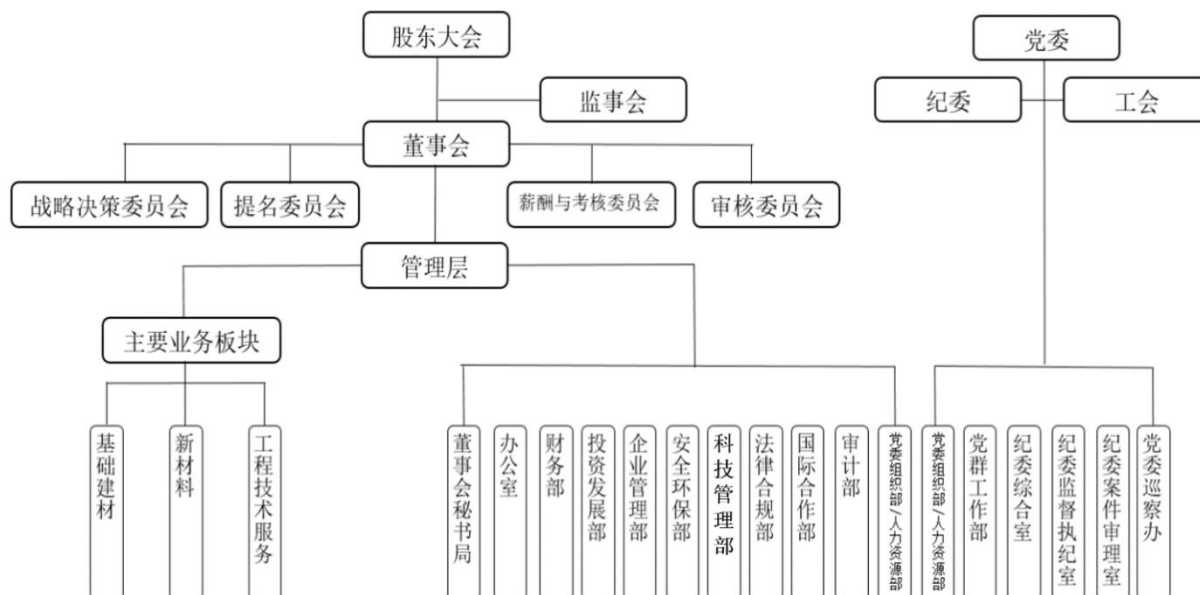 股东大会
党委
监事会
纪委
工会
董事会
战略决策委员会
提名委员会
薪酬与考核委员会
审核委员会
管理层
主要业务板块
基础建材
新材料
工程技术服务
董事会秘书局
办公室
财务部
投资发展部
企业管理部
安全环保部
科技管理部
法律合规部
国际合作部
审计部
党委组织部/人力资源部
党委组织部/人力资源部
党群工作部
纪委综合室
纪委监督执纪室
纪委案件审理室
党委巡察办